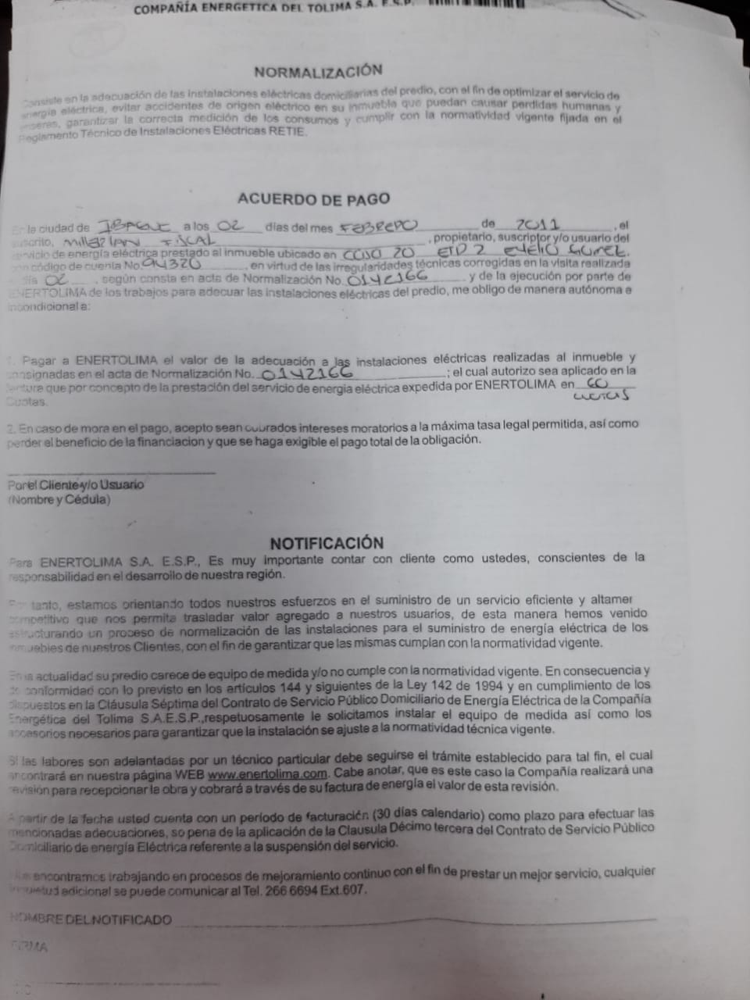 COMPAÑÍA ENERGETICA DEL TOLIMA S.A. E.S.P.
NORMALIZACIÓN
Consiste en la adecuación de las instalaciones eléctricas domiciliarias del predio, con el fin de optimizar el servicio de
energía eléctrica, evitar accidentes de origen eléctrico en su inmueble que puedan causar perdidas humanas y
enseres, garantizar la correcta medición de los consumos y cumplir con la normatividad vigente fijada en el
Reglamento Técnico de Instalaciones Eléctricas RETIE.
ACUERDO DE PAGO
En la ciudad de IBAGUE a los 02 días del mes FEBRERO de 2011, el
suscrito, FISCAL, propietario, suscriptor y/o usuario del
servicio de energía eléctrica prestado al inmueble ubicado en CASA 20 ETP 2
con código de cuenta No. 94320, en virtud de las irregularidades técnicas corregidas en la visita realizada
día 02, según consta en acta de Normalización No. 0142166 y de la ejecución por parte de
ENERTOLIMA de los trabajos para adecuar las instalaciones eléctricas del predio, me obligo de manera autónoma e
incondicional a:
1. Pagar a ENERTOLIMA el valor de la adecuación a las instalaciones eléctricas realizadas al inmueble y
consignadas en el acta de Normalización No. 0142166; el cual autorizo sea aplicado en la
factura que por concepto de la prestación del servicio de energia eléctrica expedida por ENERTOLIMA en 60
Cuotas. cuotas
2. En caso de mora en el pago, acepto sean cobrados intereses moratorios a la máxima tasa legal permitida, así como
perder el beneficio de la financiacion y que se haga exigible el pago total de la obligación.
Por el Cliente y/o Usuario
(Nombre y Cédula)
NOTIFICACIÓN
Para ENERTOLIMA S.A. E.S.P., Es muy importante contar con cliente como ustedes, conscientes de la
responsabilidad en el desarrollo de nuestra región.
Por tanto, estamos orientando todos nuestros esfuerzos en el suministro de un servicio eficiente y altamer
competitivo que nos permita trasladar valor agregado a nuestros usuarios, de esta manera hemos venido
estructurando un proceso de normalización de las instalaciones para el suministro de energía eléctrica de los
inmuebles de nuestros Clientes, con el fin de garantizar que las mismas cumplan con la normatividad vigente.
En la actualidad su predio carece de equipo de medida y/o no cumple con la normatividad vigente. En consecuencia y
de conformidad con lo previsto en los artículos 144 y siguientes de la Ley 142 de 1994 y en cumplimiento de los
dispuestos en la Cláusula Séptima del Contrato de Servicio Público Domiciliario de Energía Eléctrica de la Compañía
Energética del Tolima S.A.E.S.P.,respetuosamente le solicitamos instalar el equipo de medida así como los
accesorios necesarios para garantizar que la instalación se ajuste a la normatividad técnica vigente.
Si las labores son adelantadas por un técnico particular debe seguirse el trámite establecido para tal fin, el cual
encontrará en nuestra página WEB www.enertolima.com. Cabe anotar, que es este caso la Compañía realizará una
revisión para recepcionar la obra y cobrará a través de su factura de energía el valor de esta revisión.
A partir de la fecha usted cuenta con un período de facturación (30 días calendario) como plazo para efectuar las
mencionadas adecuaciones, so pena de la aplicación de la Clausula Décimo tercera del Contrato de Servicio Público
Domiciliario de energía Eléctrica referente a la suspensión del servicio.
Nos encontramos trabajando en procesos de mejoramiento continuo con el fin de prestar un mejor servicio, cualquier
inquietud adicional se puede comunicar al Tel. 266 6694 Ext.607.
NOMBRE DEL NOTIFICADO
FIRMA